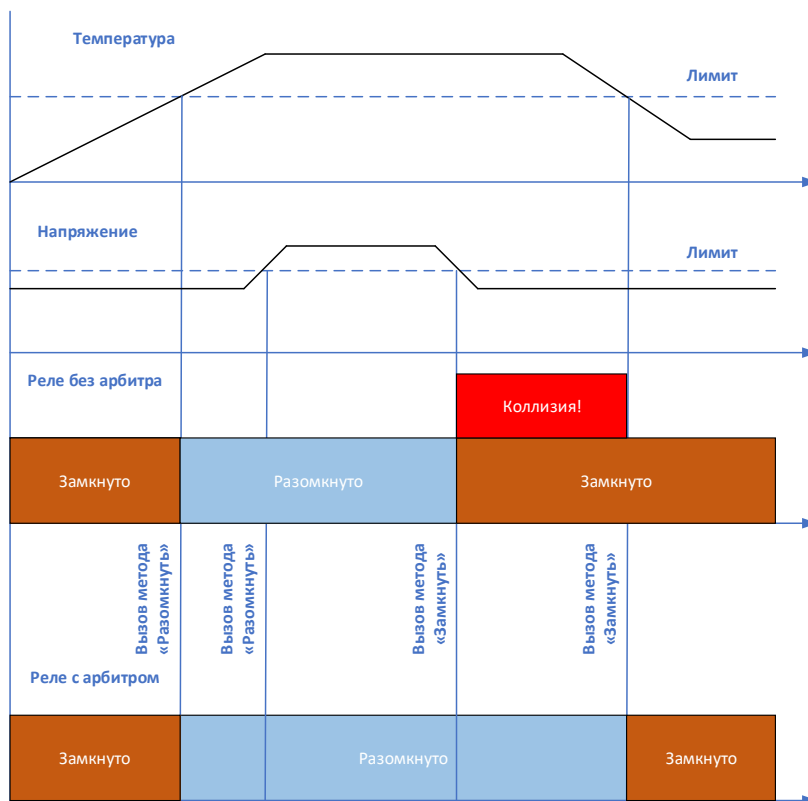 Температура
Лимит
Напряжение
Лимит
Реле без арбитра
Коллизия!
Замкнуто
Разомкнуто
Замкнуто
Вызов метода
«Разомкнуть»
Вызов метода
«Разомкнуть»
Вызов метода
«Замкнуть»
Вызов метода
«Замкнуть»
Реле с арбитром
Замкнуто
Разомкнуто
Замкнуто